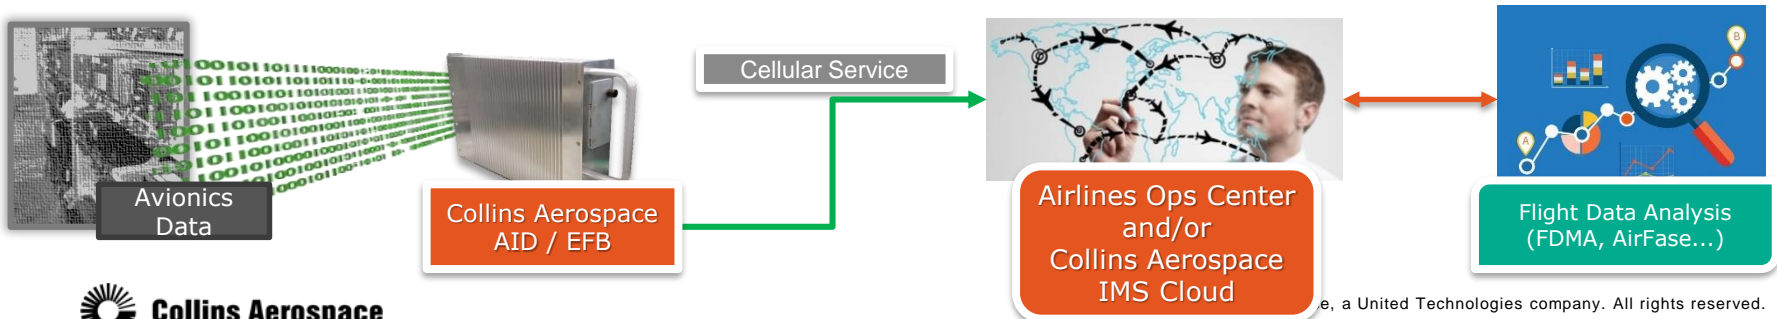 Avionics
Data
Collins Aerospace
AID / EFB
Cellular Service
Airlines Ops Center
and/or
Collins Aerospace
IMS Cloud
A
B
Flight Data Analysis
(FDMA, AirFase...)
Collins Aerospace
, a United Technologies company. All rights reserved.